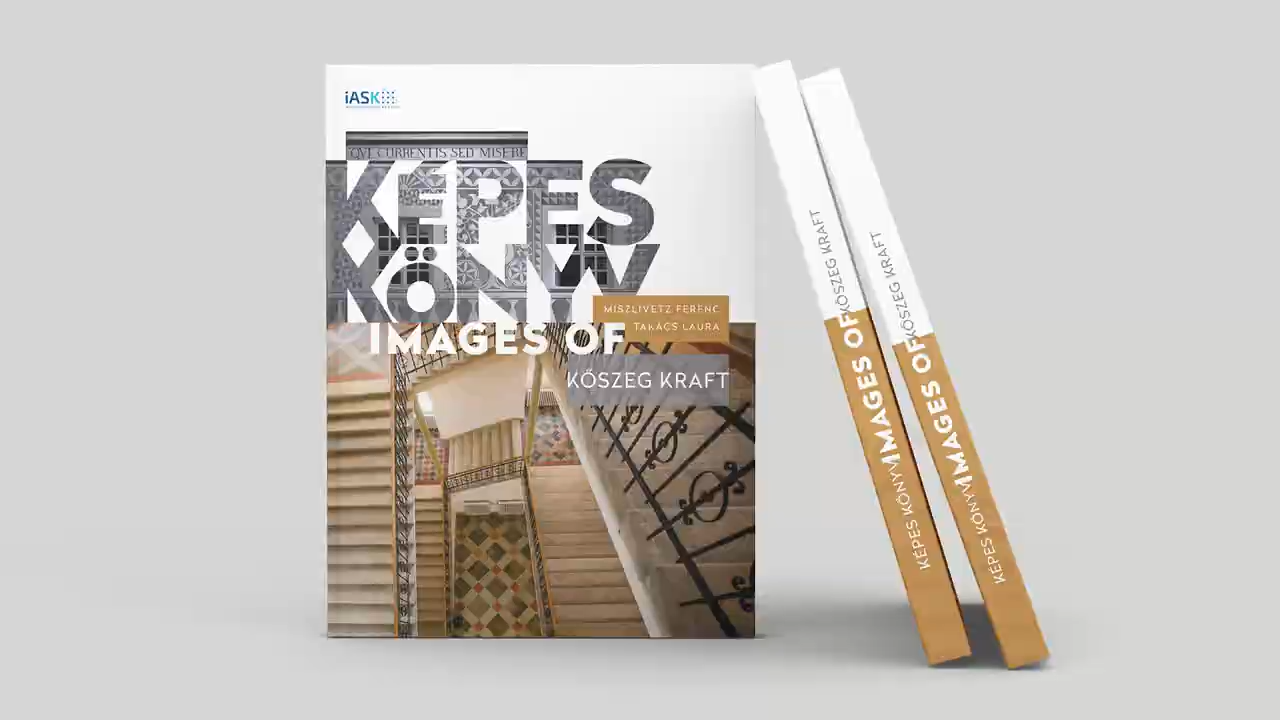 iASK
QVI CURRENTIS SED MISERE
KÉPES
KÖNYV
MISZLIVETZ FERENC
TAKÁCS LAURA
IMAGES OF
KŐSZEG KRAFT
KÉPES KÖNYV IMAGES OF KŐSZEG KRAFT
KÉPES KÖNYV IMAGES OF KŐSZEG KRAFT